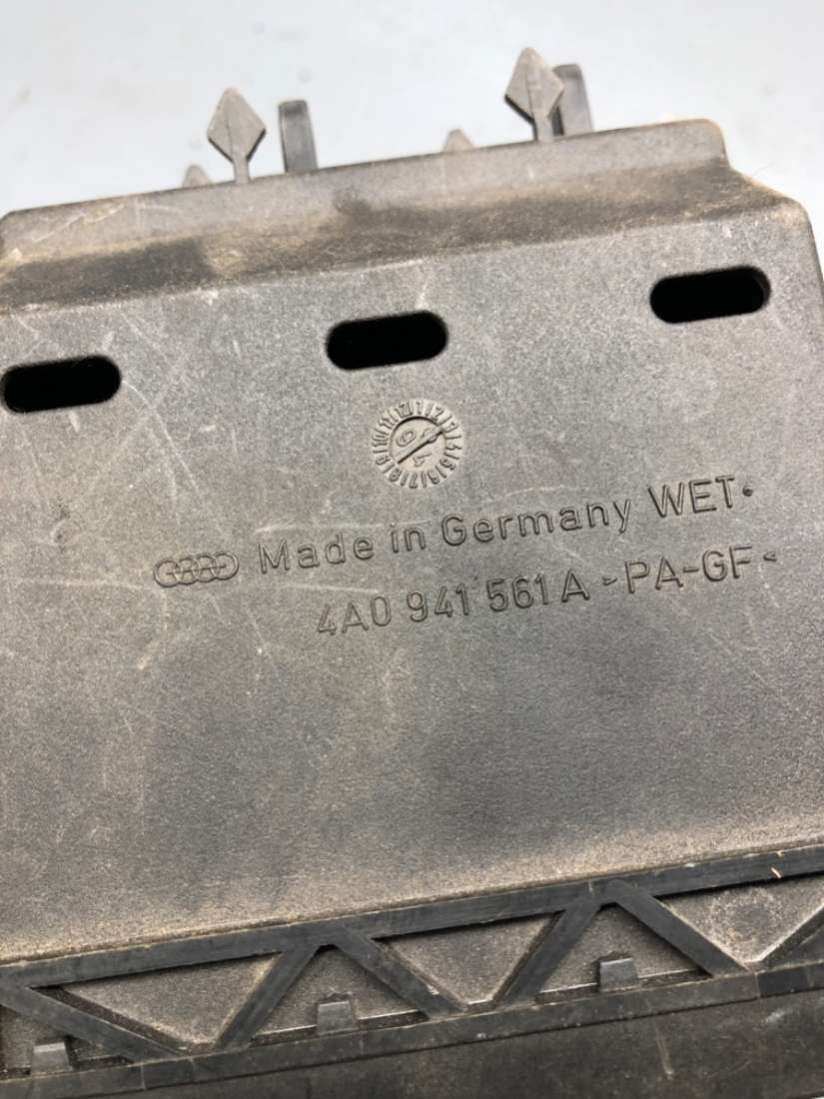 Made in Germany WET.
4A0 941 561 A >PA-GF<